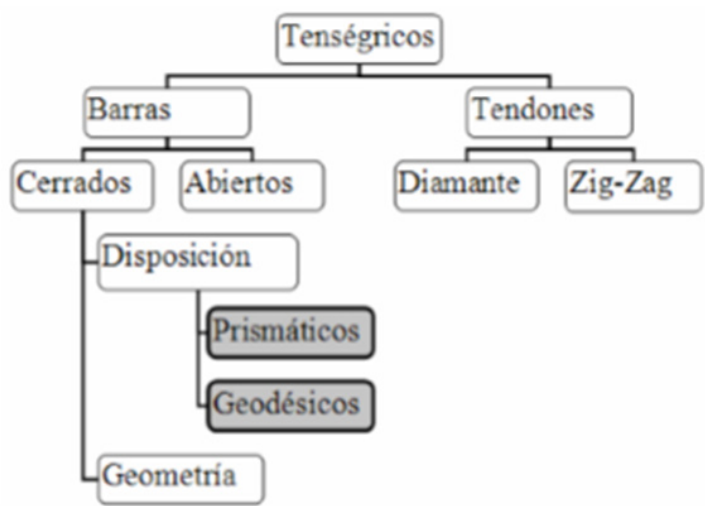 Tenségricos
Barras
Tendones
Cerrados
Abiertos
Diamante
Zig-Zag
Disposición
Prismáticos
Geodésicos
Geometría